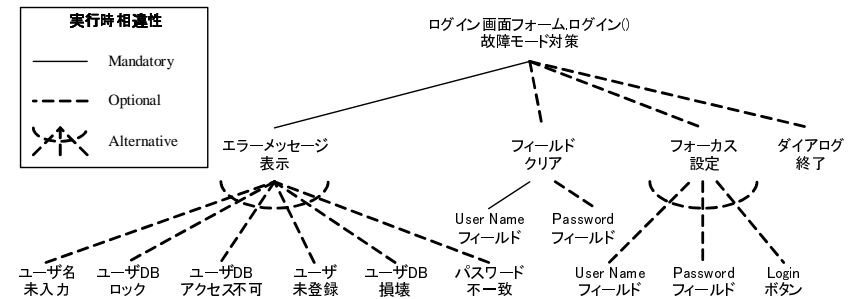 実行時相違性
Mandatory
Optional
Alternative
ログイン画面フォーム.ログイン()
故障モード対策
エラーメッセージ
表示
フィールド
クリア
フォーカス
設定
ダイアログ
終了
User Name
フィールド
Password
フィールド
ユーザ名
未入力
ユーザDB
ロック
ユーザDB
アクセス不可
ユーザ
未登録
ユーザDB
損壊
パスワード
不一致
User Name
フィールド
Password
フィールド
Login
ボタン